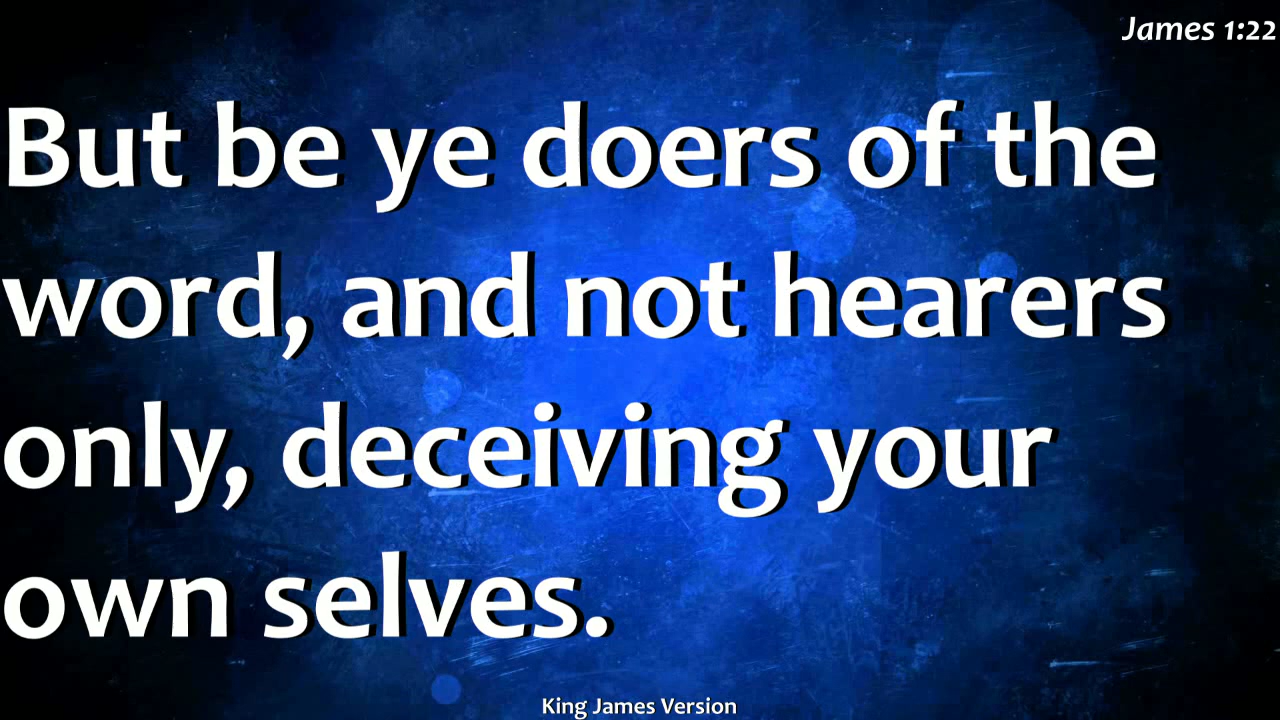 James 1:22
But be ye doers of the
word, and not hearers
only, deceiving your
own selves.
King James Version